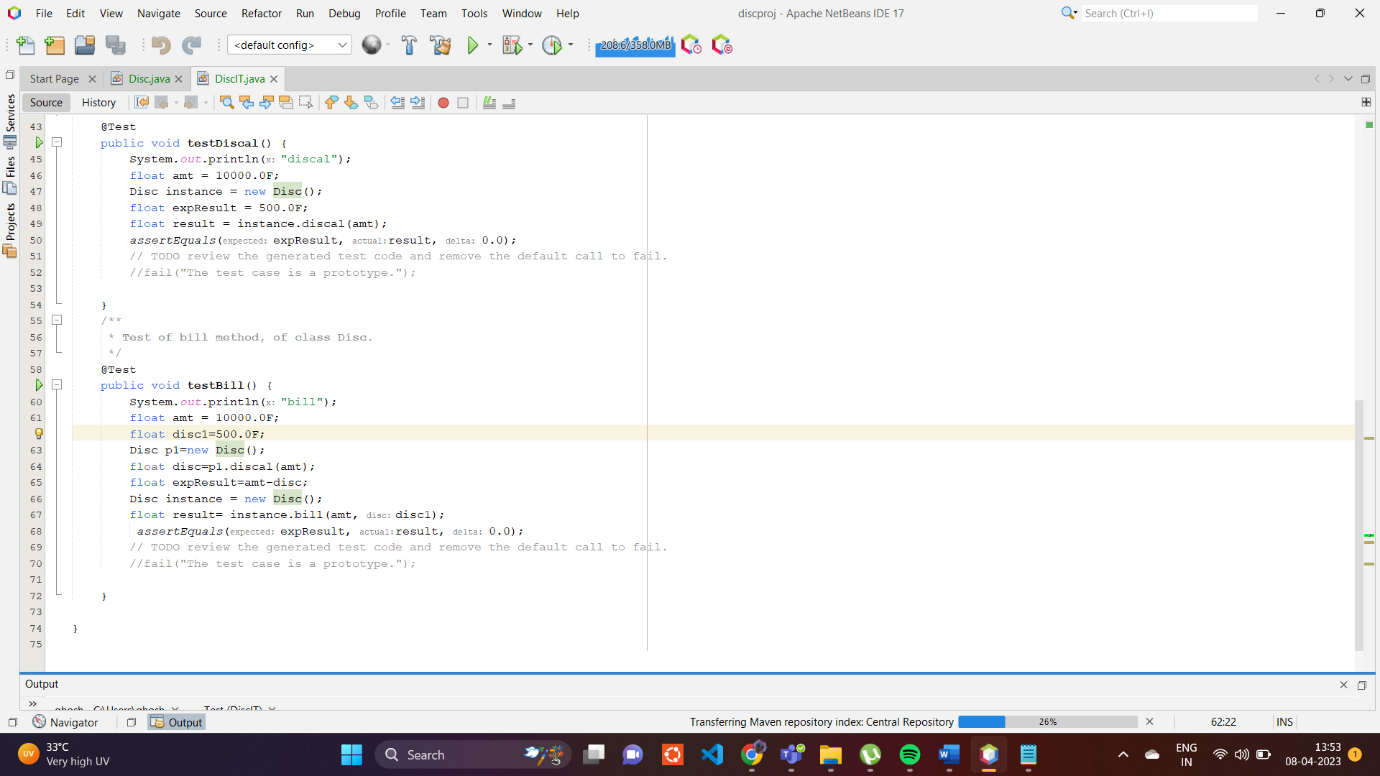 File Edit View Navigate Source Refactor Run Debug Profile Team Tools Window Help discproj - Apache NetBeans IDE 17 Search (Ctrl+I)
<default config> 208.6/358.0MB
Start Page Disc.java DiscIT.java
Source History
Services
Files
Projects
43 @Test
public void testDiscal() {
45 System.out.println(x: "discal");
46 float amt = 10000.0F;
47 Disc instance = new Disc();
48 float expResult = 500.0F;
49 float result = instance.discal(amt);
50 assertEquals(expected: expResult, actual: result, delta: 0.0);
51 // TODO review the generated test code and remove the default call to fail.
52 //fail("The test case is a prototype.");
53
54 }
55 /**
56 * Test of bill method, of class Disc.
57 */
58 @Test
public void testBill() {
60 System.out.println(x: "bill");
61 float amt = 10000.0F;
float disc1=500.0F;
63 Disc p1=new Disc();
64 float disc=p1.discal(amt);
65 float expResult=amt-disc;
66 Disc instance = new Disc();
67 float result= instance.bill(amt, disc: disc1);
68 assertEquals(expected: expResult, actual: result, delta: 0.0);
69 // TODO review the generated test code and remove the default call to fail.
70 //fail("The test case is a prototype.");
71
72 }
73
74 }
75
Output
Navigator Output Transferring Maven repository index: Central Repository 26% 62:22 INS
33°C
Very high UV
UV
Search
ENG
IN
13:53
08-04-2023
1